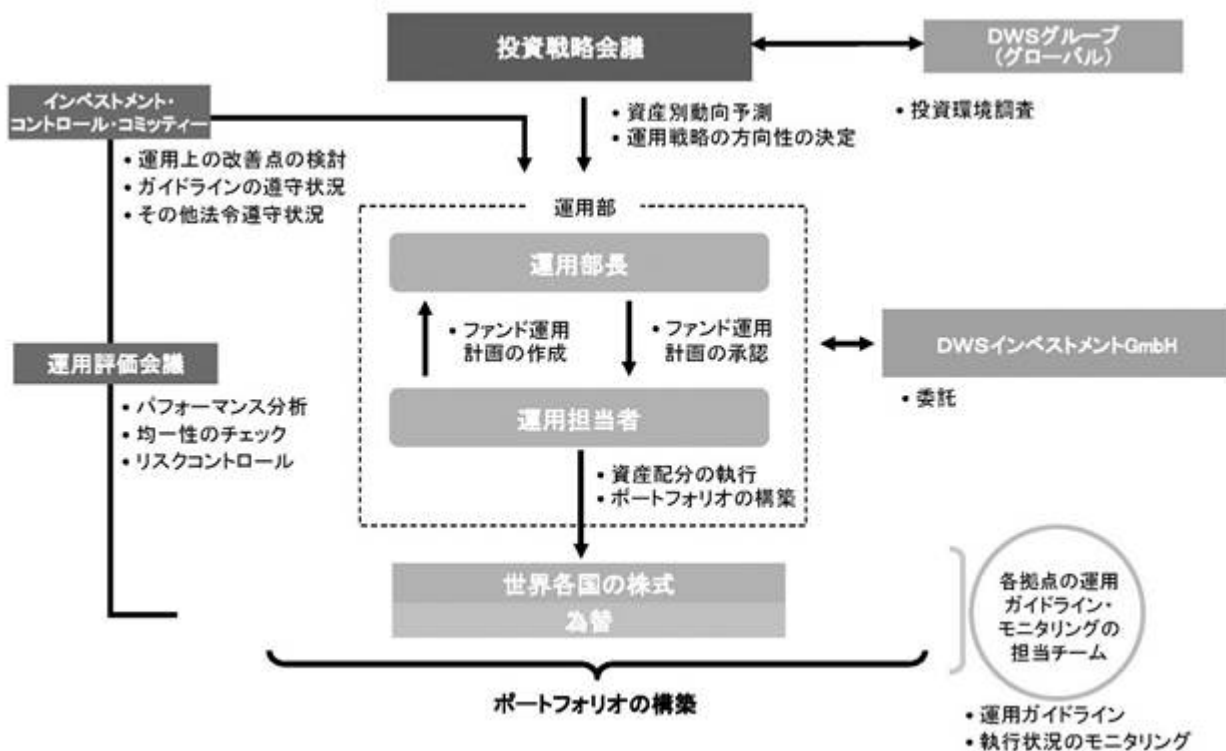 投資戦略会議
DWSグループ
(グローバル)
インベストメント・
コントロール・コミッティー
• 資産別動向予測
• 運用戦略の方向性の決定
• 投資環境調査
• 運用上の改善点の検討
• ガイドラインの遵守状況
• その他法令遵守状況
運用部
運用部長
• ファンド運用
計画の作成
• ファンド運用
計画の承認
DWSインベストメントGmbH
• 委託
運用評価会議
• パフォーマンス分析
• 均一性のチェック
• リスクコントロール
運用担当者
• 資産配分の執行
• ポートフォリオの構築
世界各国の株式
為替
各拠点の運用
ガイドライン・
モニタリングの
担当チーム
ポートフォリオの構築
• 運用ガイドライン
• 執行状況のモニタリング